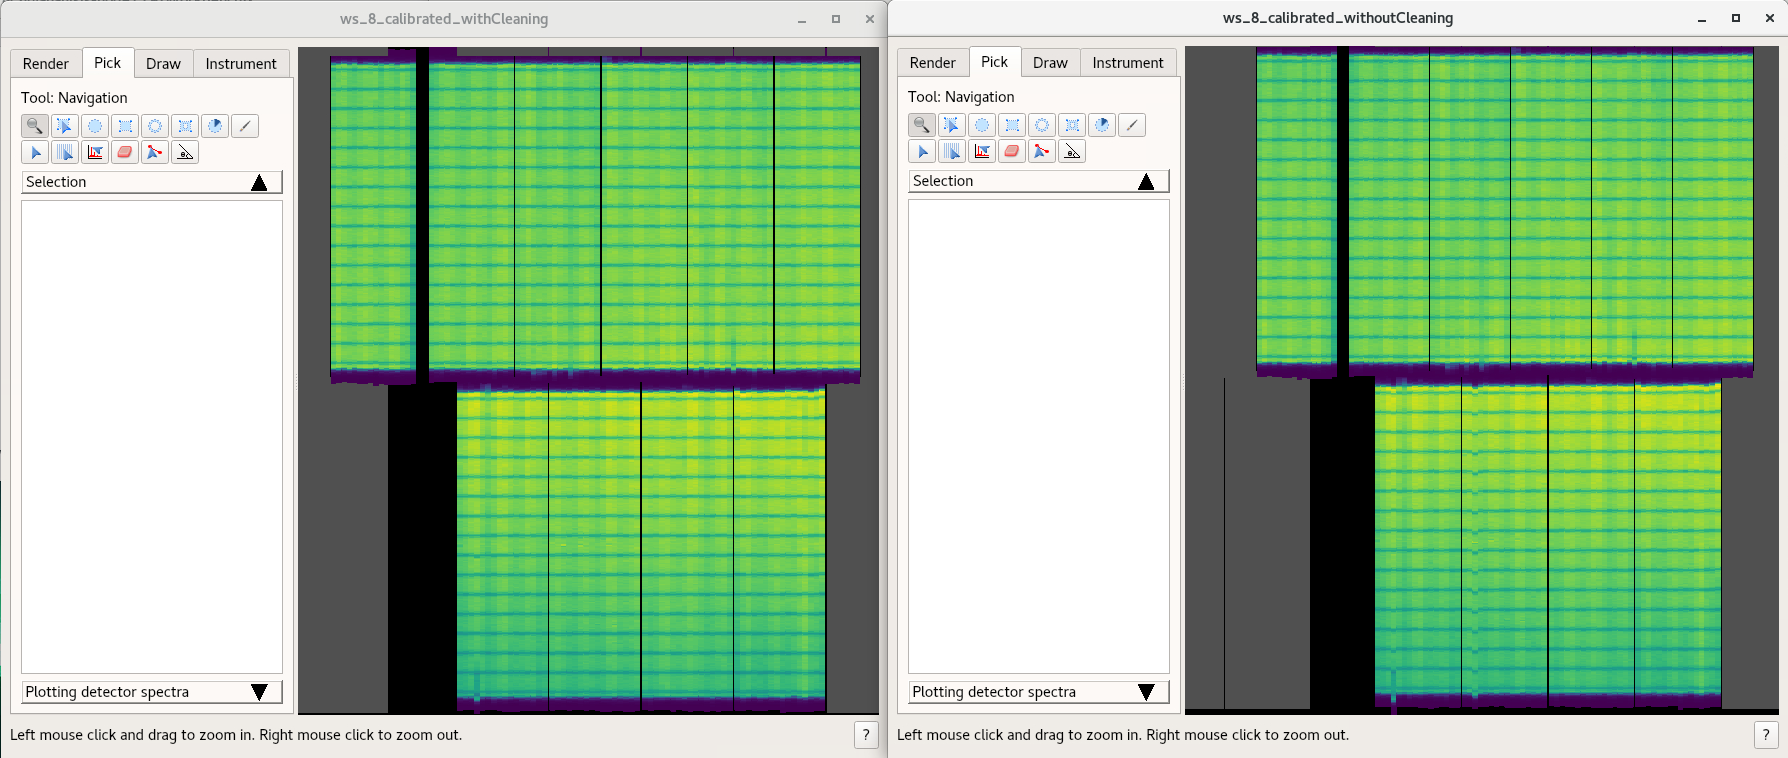 ws_8_calibrated_withCleaning
Render Pick Draw Instrument
Tool: Navigation
Selection
Plotting detector spectra
Left mouse click and drag to zoom in. Right mouse click to zoom out.
?
ws_8_calibrated_withoutCleaning
Render Pick Draw Instrument
Tool: Navigation
Selection
Plotting detector spectra
Left mouse click and drag to zoom in. Right mouse click to zoom out.
?